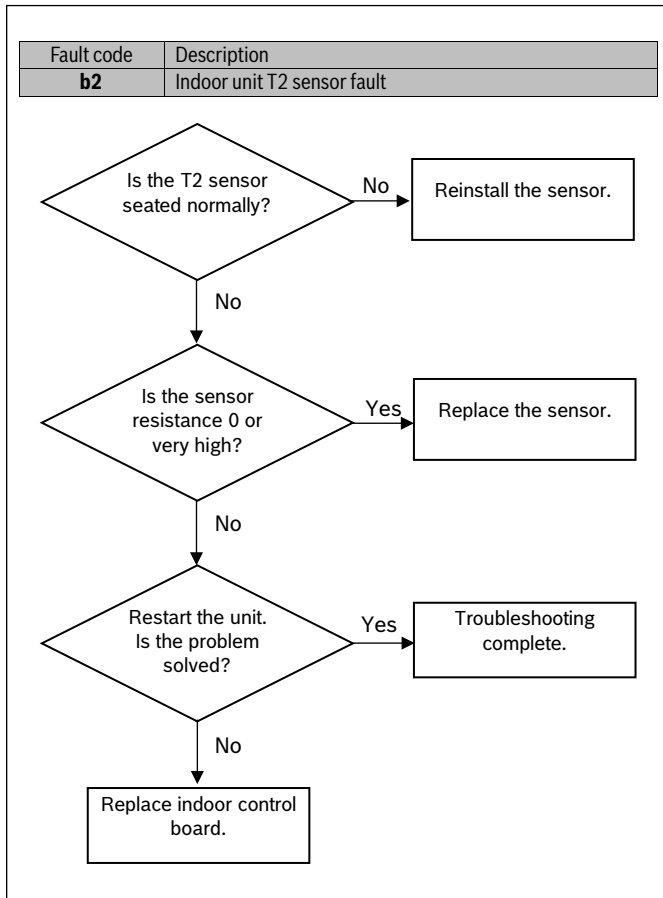 Fault code Description
b2 Indoor unit T2 sensor fault
Is the T2 sensor
seated normally?
No
Reinstall the sensor.
No
Is the sensor
resistance 0 or
very high?
Yes
Replace the sensor.
No
Restart the unit.
Is the problem
solved?
Yes
Troubleshooting
complete.
No
Replace indoor control
board.